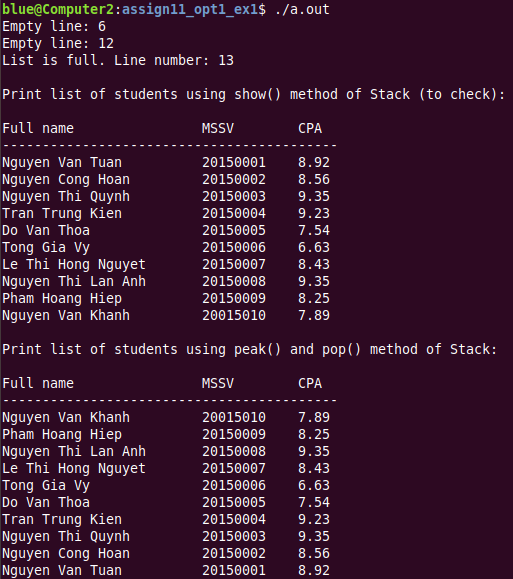 blue@Computer2:assign11_opt1_ex1$ ./a.out
Empty line: 6
Empty line: 12
List is full. Line number: 13
Print list of students using show() method of Stack (to check):
Full name MSSV CPA
------------------------------------------
Nguyen Van Tuan 20150001 8.92
Nguyen Cong Hoan 20150002 8.56
Nguyen Thi Quynh 20150003 9.35
Tran Trung Kien 20150004 9.23
Do Van Thoa 20150005 7.54
Tong Gia Vy 20150006 6.63
Le Thi Hong Nguyet 20150007 8.43
Nguyen Thi Lan Anh 20150008 9.35
Pham Hoang Hiep 20150009 8.25
Nguyen Van Khanh 20015010 7.89
Print list of students using peak() and pop() method of Stack:
Full name MSSV CPA
------------------------------------------
Nguyen Van Khanh 20015010 7.89
Pham Hoang Hiep 20150009 8.25
Nguyen Thi Lan Anh 20150008 9.35
Le Thi Hong Nguyet 20150007 8.43
Tong Gia Vy 20150006 6.63
Do Van Thoa 20150005 7.54
Tran Trung Kien 20150004 9.23
Nguyen Thi Quynh 20150003 9.35
Nguyen Cong Hoan 20150002 8.56
Nguyen Van Tuan 20150001 8.92